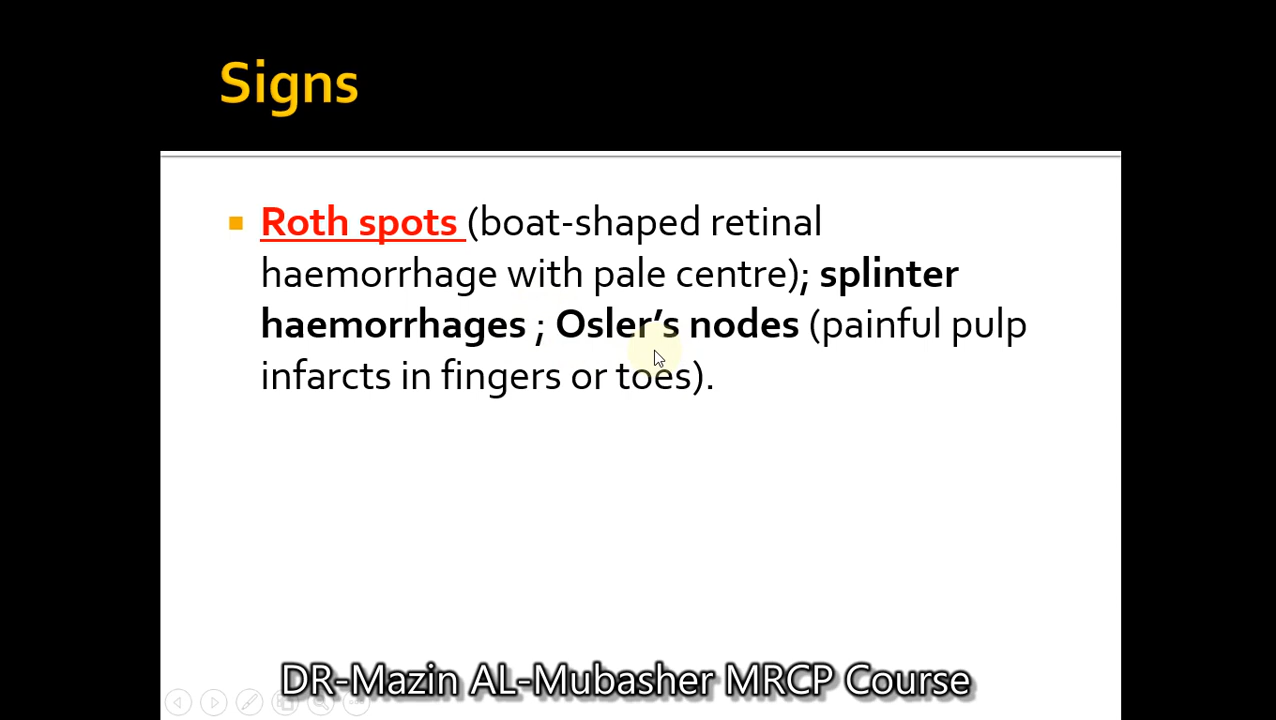 Signs
Roth spots (boat-shaped retinal
haemorrhage with pale centre); splinter
haemorrhages ; Osler’s nodes (painful pulp
infarcts in fingers or toes).
DR-Mazin AL-Mubasher MRCP Course